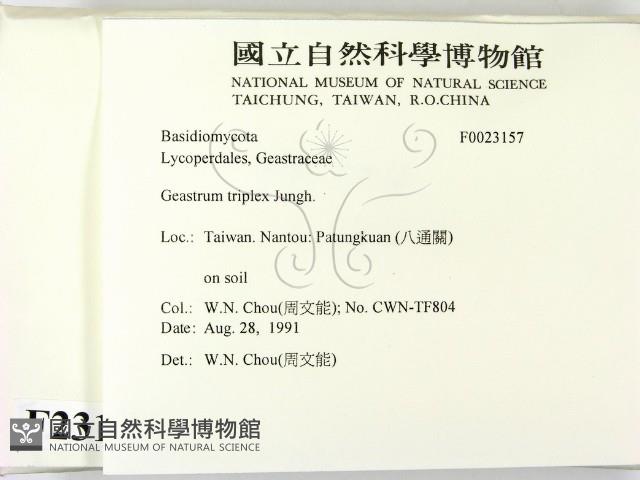 國立自然科學博物館
NATIONAL MUSEUM OF NATURAL SCIENCE
TAICHUNG, TAIWAN, R.O.CHINA
Basidiomycota F0023157
Lycoperdales, Geastraceae
Geastrum triplex Jungh.
Loc.: Taiwan. Nantou: Patungkuan (八通關)
on soil
Col.: W.N. Chou(周文能); No. CWN-TF804
Date: Aug. 28, 1991
Det.: W.N. Chou(周文能)
F231
國立自然科學博物館
NATIONAL MUSEUM OF NATURAL SCIENCE